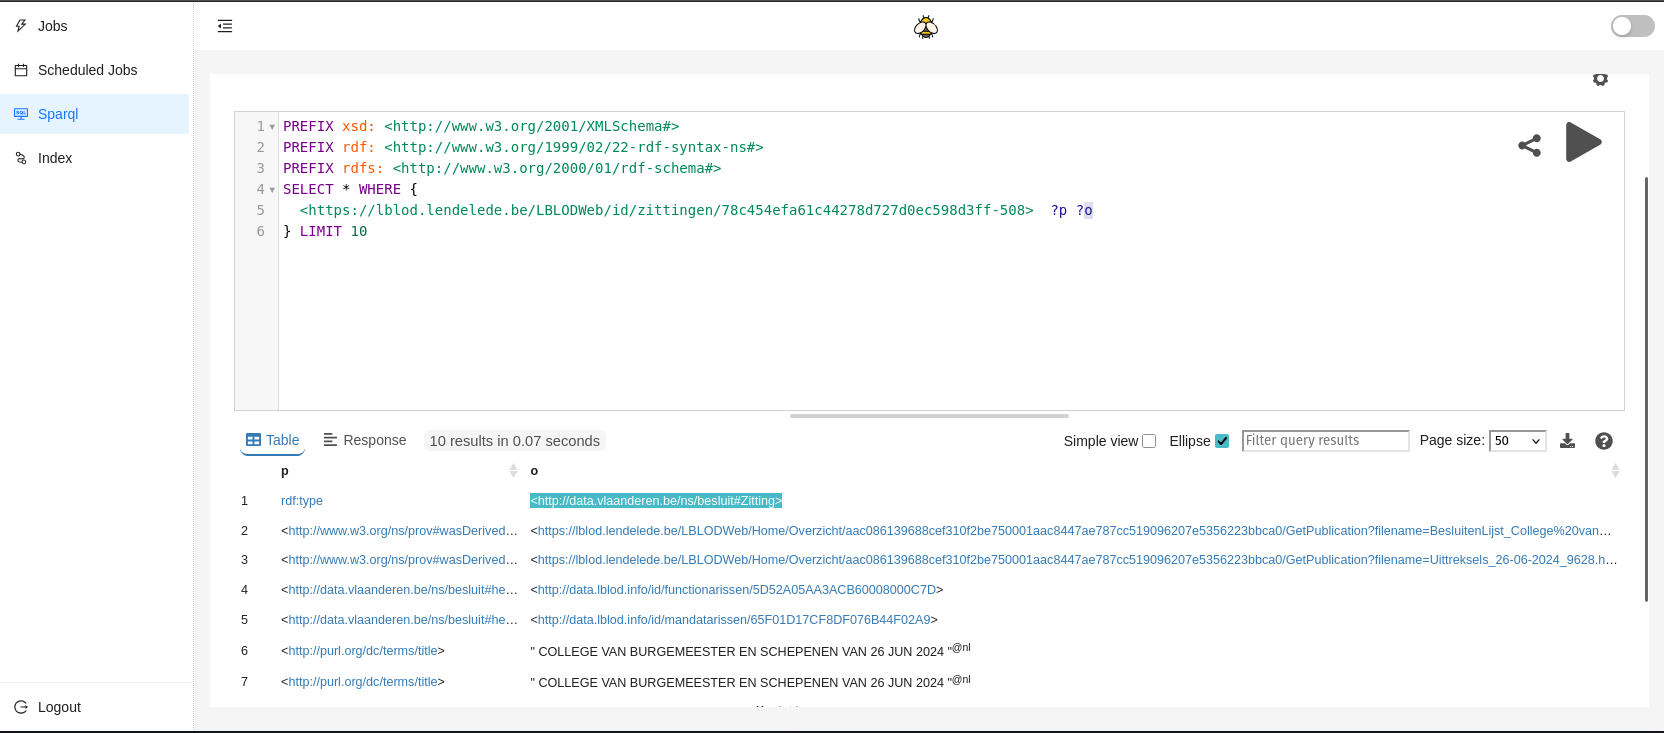 Jobs
Scheduled Jobs
Sparql
Index
Logout
1 PREFIX xsd: <http://www.w3.org/2001/XMLSchema#>
2 PREFIX rdf: <http://www.w3.org/1999/02/22-rdf-syntax-ns#>
3 PREFIX rdfs: <http://www.w3.org/2000/01/rdf-schema#>
4 SELECT * WHERE {
5 <https://lblod.lendelede.be/LBLODWeb/id/zittingen/78c454efa61c44278d727d0ec598d3ff-508> ?p ?o
6 } LIMIT 10
Table Response 10 results in 0.07 seconds Simple view Ellipse Filter query results Page size: 50
p o
1 rdf:type <http://data.vlaanderen.be/ns/besluit#Zitting>
2 <http://www.w3.org/ns/prov#wasDerived... <https://lblod.lendelede.be/LBLODWeb/Home/Overzicht/aac086139688cef310f2be750001aac8447ae787cc519096207e5356223bbca0/GetPublication?filename=BesluitenLijst_College%20van...
3 <http://www.w3.org/ns/prov#wasDerived... <https://lblod.lendelede.be/LBLODWeb/Home/Overzicht/aac086139688cef310f2be750001aac8447ae787cc519096207e5356223bbca0/GetPublication?filename=Uittreksels_26-06-2024_9628.h...
4 <http://data.vlaanderen.be/ns/besluit#he... <http://data.lblod.info/id/functionarissen/5D52A05AA3ACB60008000C7D>
5 <http://data.vlaanderen.be/ns/besluit#he... <http://data.lblod.info/id/mandatarissen/65F01D17CF8DF076B44F02A9>
6 <http://purl.org/dc/terms/title> " COLLEGE VAN BURGEMEESTER EN SCHEPENEN VAN 26 JUN 2024 "@nl
7 <http://purl.org/dc/terms/title> " COLLEGE VAN BURGEMEESTER EN SCHEPENEN VAN 26 JUN 2024 "@nl